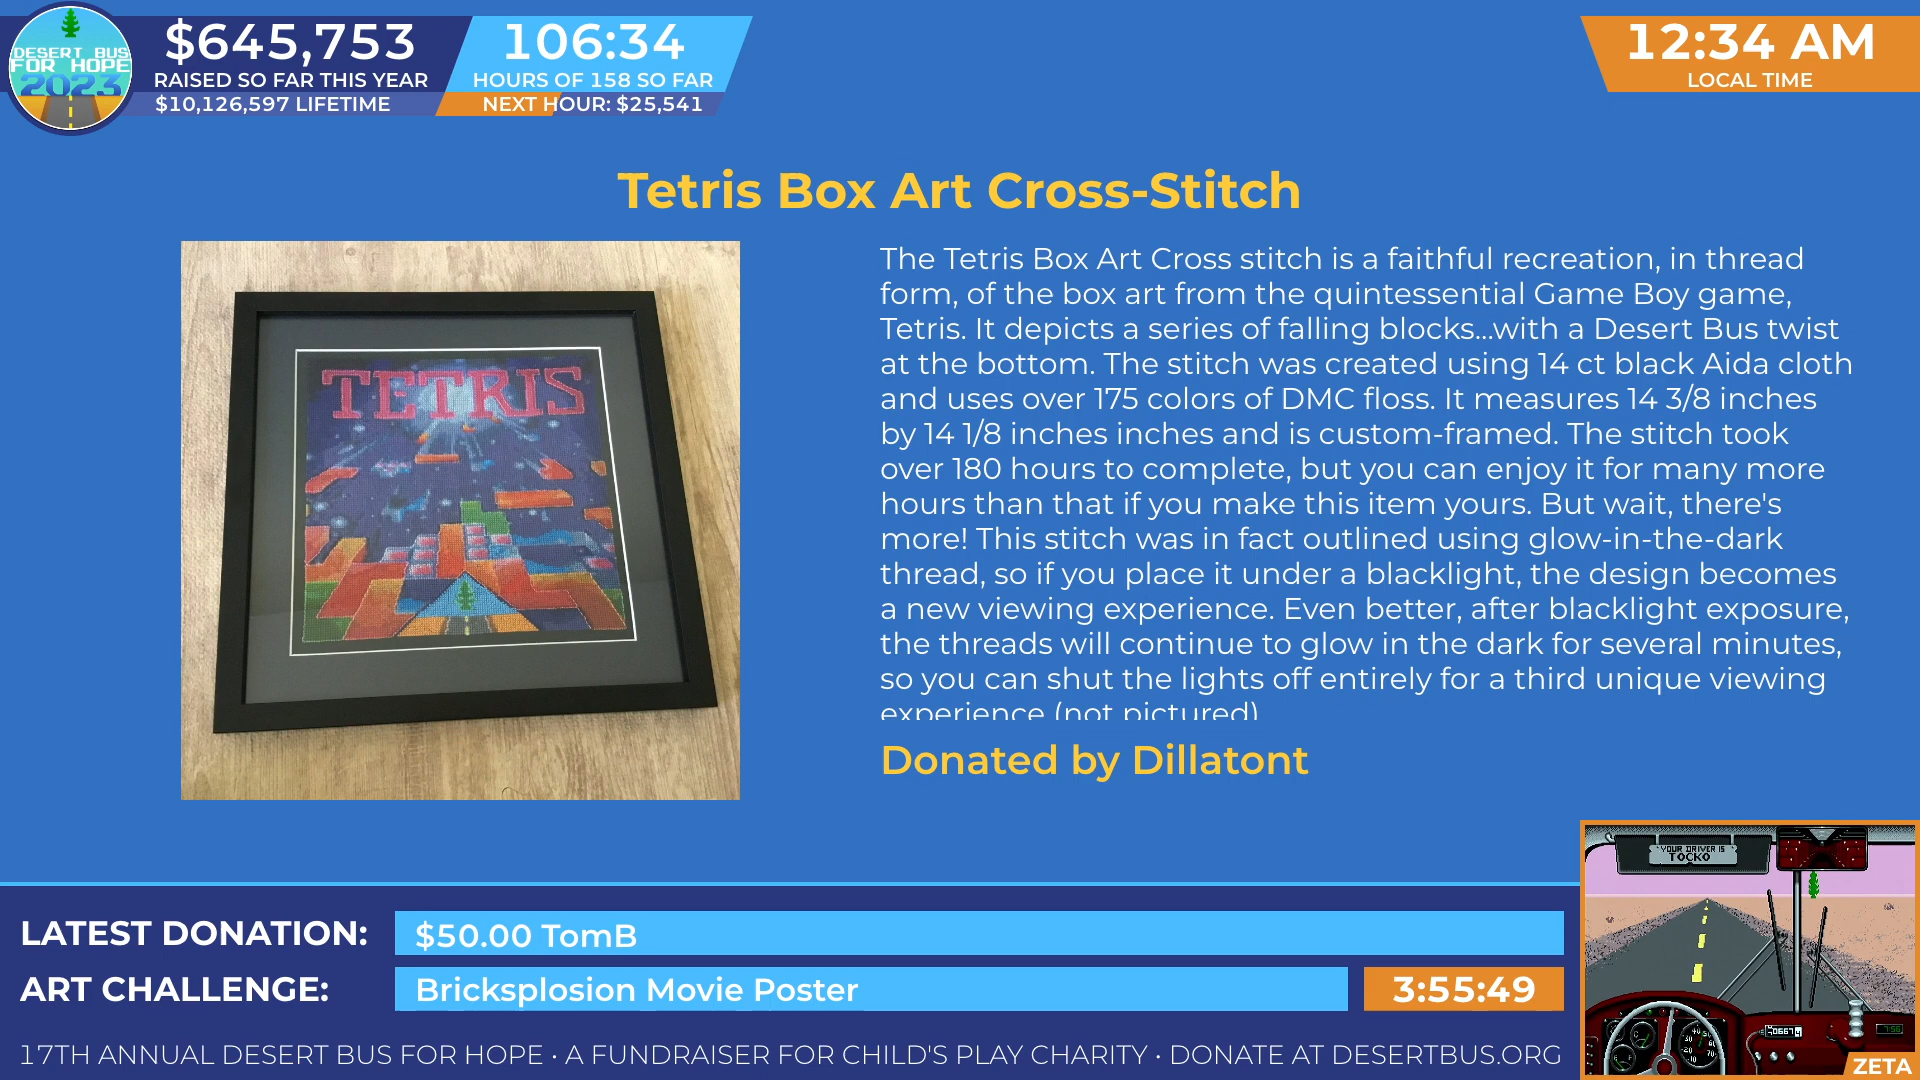 DESERT BUS
FOR HOPE
2023
$645,753
RAISED SO FAR THIS YEAR
$10,126,597 LIFETIME
106:34
HOURS OF 158 SO FAR
NEXT HOUR: $25,541
12:34 AM
LOCAL TIME
Tetris Box Art Cross-Stitch
TETRIS
The Tetris Box Art Cross stitch is a faithful recreation, in thread
form, of the box art from the quintessential Game Boy game,
Tetris. It depicts a series of falling blocks...with a Desert Bus twist
at the bottom. The stitch was created using 14 ct black Aida cloth
and uses over 175 colors of DMC floss. It measures 14 3/8 inches
by 14 1/8 inches inches and is custom-framed. The stitch took
over 180 hours to complete, but you can enjoy it for many more
hours than that if you make this item yours. But wait, there's
more! This stitch was in fact outlined using glow-in-the-dark
thread, so if you place it under a blacklight, the design becomes
a new viewing experience. Even better, after blacklight exposure,
the threads will continue to glow in the dark for several minutes,
so you can shut the lights off entirely for a third unique viewing
experience (not pictured)
Donated by Dillatont
YOUR DRIVER IS
TOCKO
LATEST DONATION:
$50.00 TomB
ART CHALLENGE:
Bricksplosion Movie Poster
3:55:49
17TH ANNUAL DESERT BUS FOR HOPE • A FUNDRAISER FOR CHILD'S PLAY CHARITY • DONATE AT DESERTBUS.ORG
ZETA